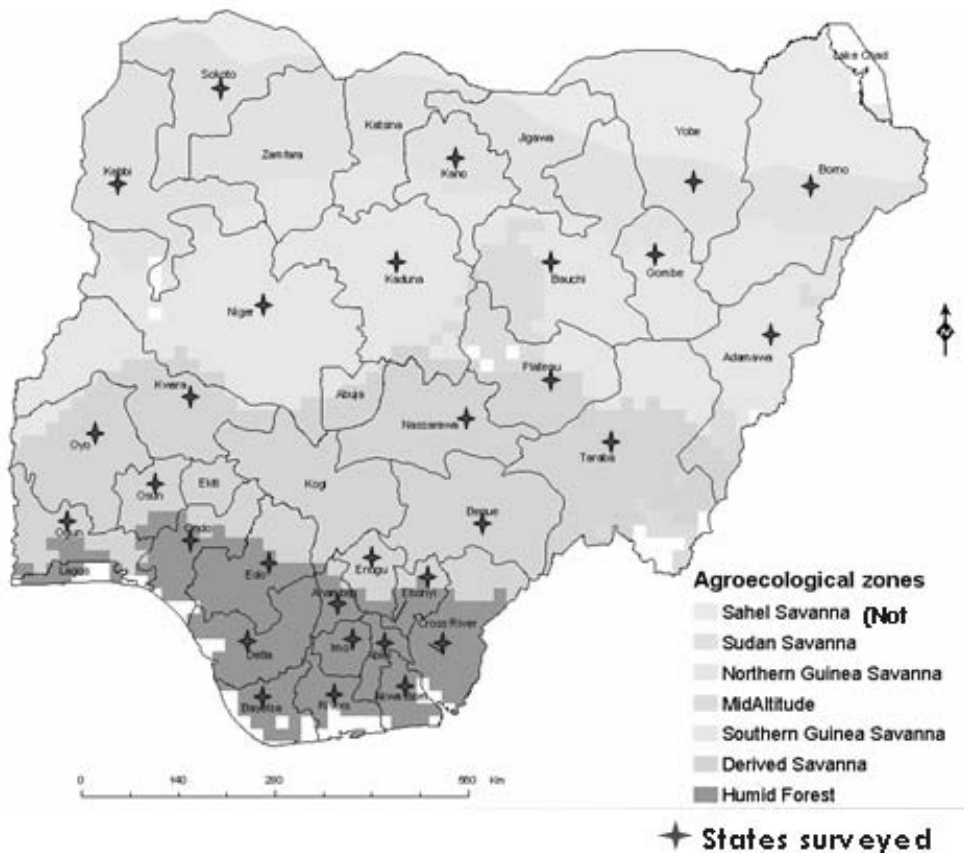 Lake Chad
Sokoto
Katsina
Jigawa
Yobe
Zamfara
Kano
Borno
Kebbi
Kaduna
Bauchi
Gombe
Niger
Adamawa
Plateau
Kwara
Abuja
Nassarawa
Oyo
Taraba
Osun
Ekiti
Kogi
Benue
Ogun
Ondo
Lagos
Edo
Enugu
Ebonyi
Anambra
Cross River
Delta
Imo
Bayelsa
Rivers
N
Agroecological zones
Sahel Savanna (Not
Sudan Savanna
Northern Guinea Savanna
MidAltitude
Southern Guinea Savanna
Derived Savanna
Humid Forest
0 140 280 560 Km
States surveyed